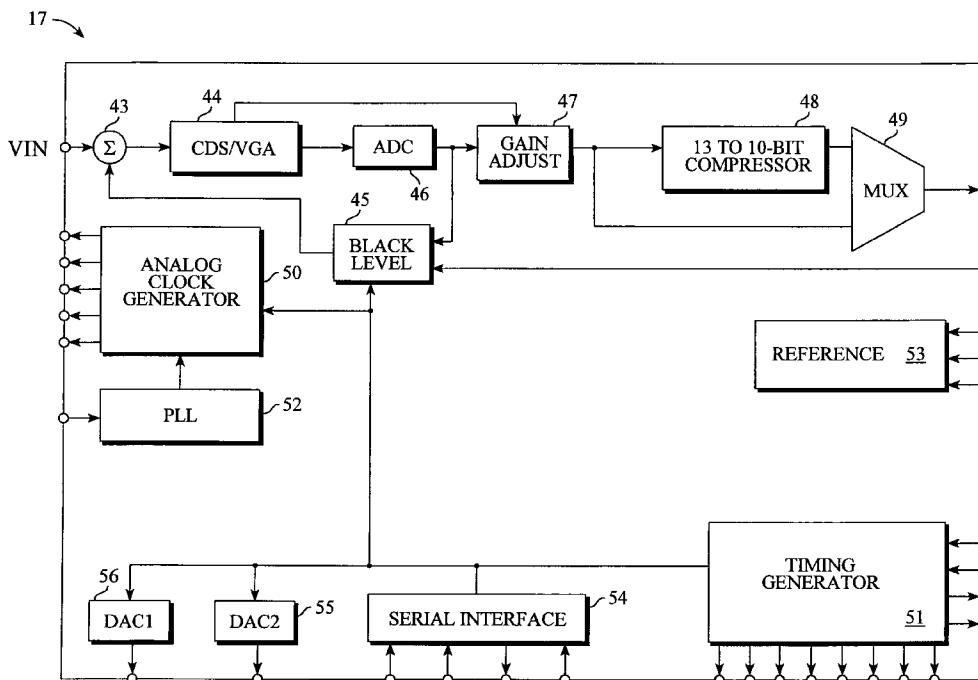 17
43
44
47
48
49
VIN
Σ
CDS/VGA
ADC
GAIN
ADJUST
13 TO 10-BIT
COMPRESSOR
MUX
46
45
BLACK
LEVEL
ANALOG
CLOCK
GENERATOR
50
REFERENCE 53
PLL
52
TIMING
GENERATOR
51
56
DAC1
DAC2
55
SERIAL INTERFACE
54